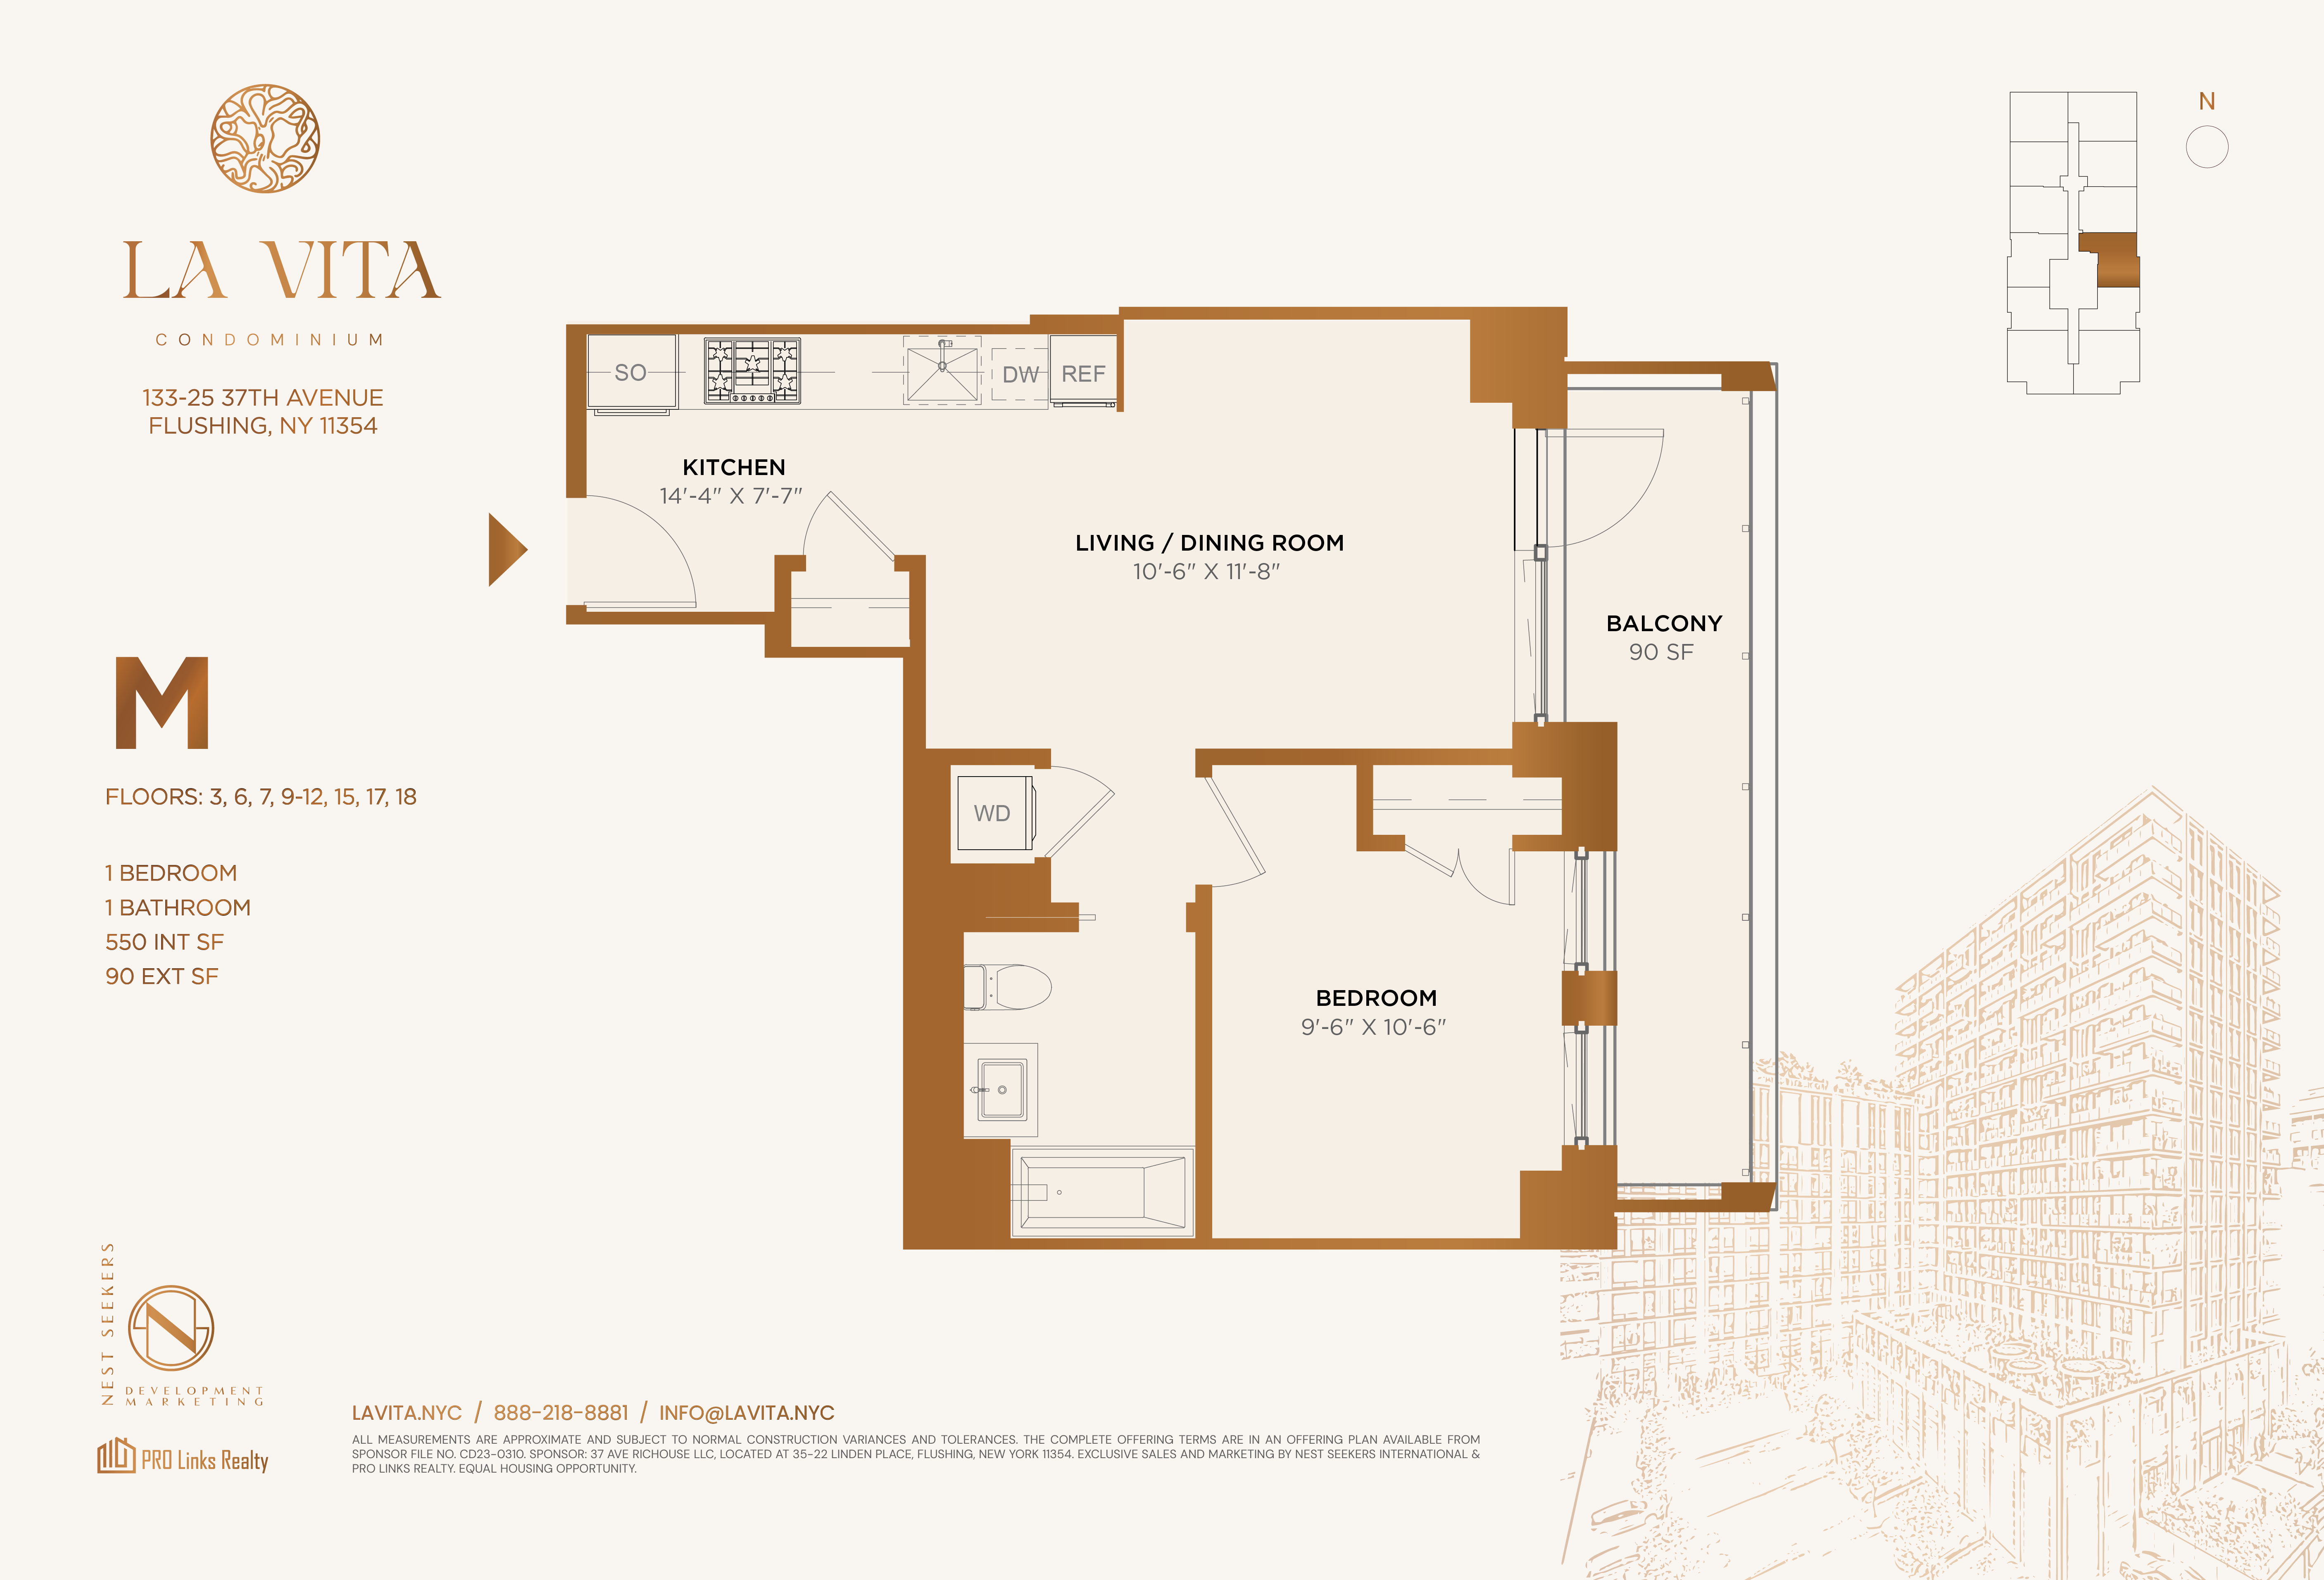 LA VITA
CONDOMINIUM
133-25 37TH AVENUE
FLUSHING, NY 11354
M
FLOORS: 3, 6, 7, 9-12, 15, 17, 18
1 BEDROOM
1 BATHROOM
550 INT SF
90 EXT SF
N
SO
DW
REF
KITCHEN
14'-4" X 7'-7"
LIVING / DINING ROOM
10'-6" X 11'-8"
BALCONY
90 SF
WD
BEDROOM
9'-6" X 10'-6"
NEST SEEKERS
N
DEVELOPMENT
MARKETING
PRO Links Realty
LAVITA.NYC / 888-218-8881 / INFO@LAVITA.NYC
ALL MEASUREMENTS ARE APPROXIMATE AND SUBJECT TO NORMAL CONSTRUCTION VARIANCES AND TOLERANCES. THE COMPLETE OFFERING TERMS ARE IN AN OFFERING PLAN AVAILABLE FROM
SPONSOR FILE NO. CD23-0310. SPONSOR: 37 AVE RICHOUSE LLC, LOCATED AT 35-22 LINDEN PLACE, FLUSHING, NEW YORK 11354. EXCLUSIVE SALES AND MARKETING BY NEST SEEKERS INTERNATIONAL &
PRO LINKS REALTY. EQUAL HOUSING OPPORTUNITY.